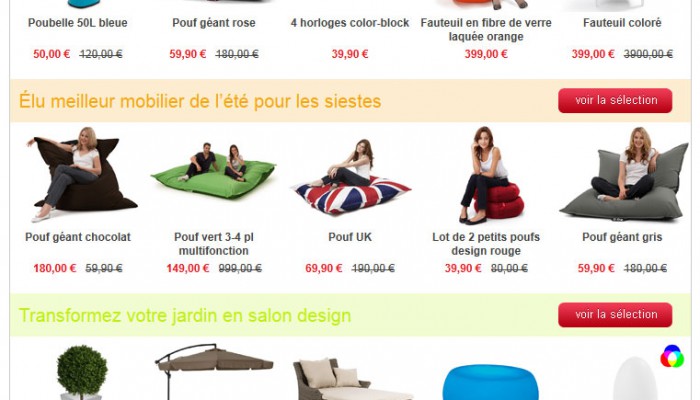 Poubelle 50L bleue
Pouf géant rose
4 horloges color-block
Fauteuil en fibre de verre
laquée orange
Fauteuil coloré
50,00 € 120,00 €
59,90 € 180,00 €
39,90 €
399,00 €
399,00 € 3900,00 €
Élu meilleur mobilier de l'été pour les siestes
voir la sélection
Pouf géant chocolat
Pouf vert 3-4 pl
multifonction
Pouf UK
Lot de 2 petits poufs
design rouge
Pouf géant gris
180,00 € 59,90 €
149,00 € 999,00 €
69,90 € 190,00 €
39,90 € 80,00 €
59,90 € 180,00 €
Transformez votre jardin en salon design
voir la sélection